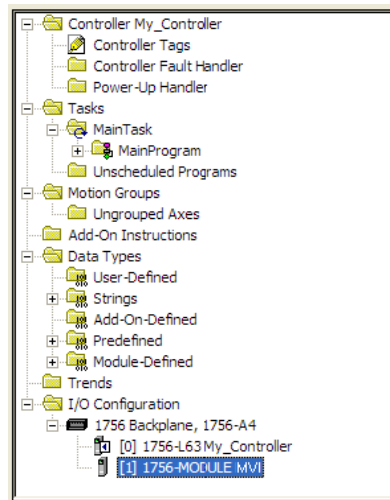 Controller My_Controller
Controller Tags
Controller Fault Handler
Power-Up Handler
Tasks
MainTask
MainProgram
Unscheduled Programs
Motion Groups
Ungrouped Axes
Add-On Instructions
Data Types
User-Defined
Strings
Add-On-Defined
Predefined
Module-Defined
Trends
I/O Configuration
1756 Backplane, 1756-A4
[0] 1756-L63 My_Controller
[1] 1756-MODULE MVI